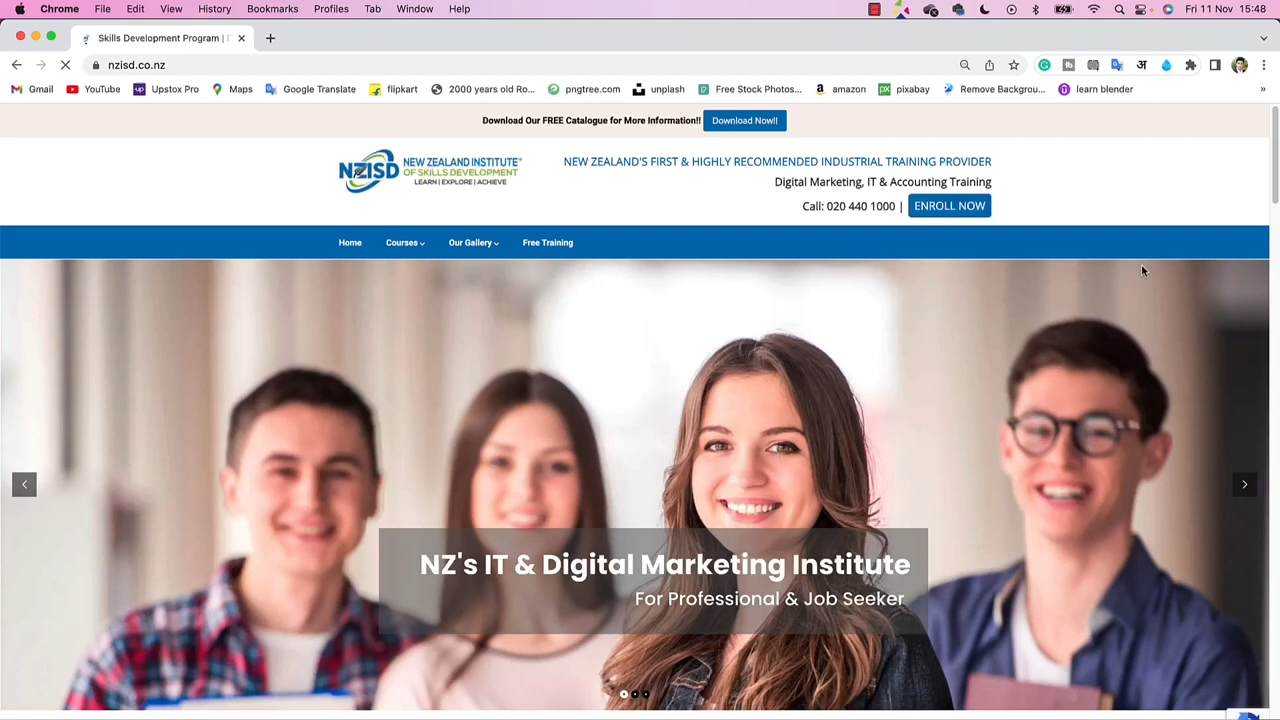 Chrome File Edit View History Bookmarks Profiles Tab Window Help Fri 11 Nov 15:48
Skills Development Program |
nzisd.co.nz
Gmail YouTube Upstox Pro Maps Google Translate flipkart 2000 years old Ro... pngtree.com unplash Free Stock Photos... amazon pixabay Remove Backgrou... learn blender »
Download Our FREE Catalogue for More Information!! Download Now!!
NZISD NEW ZEALAND INSTITUTE
OF SKILLS DEVELOPMENT
LEARN | EXPLORE | ACHIEVE
NEW ZEALAND'S FIRST & HIGHLY RECOMMENDED INDUSTRIAL TRAINING PROVIDER
Digital Marketing, IT & Accounting Training
Call: 020 440 1000 | ENROLL NOW
Home Courses Our Gallery Free Training
NZ's IT & Digital Marketing Institute
For Professional & Job Seeker